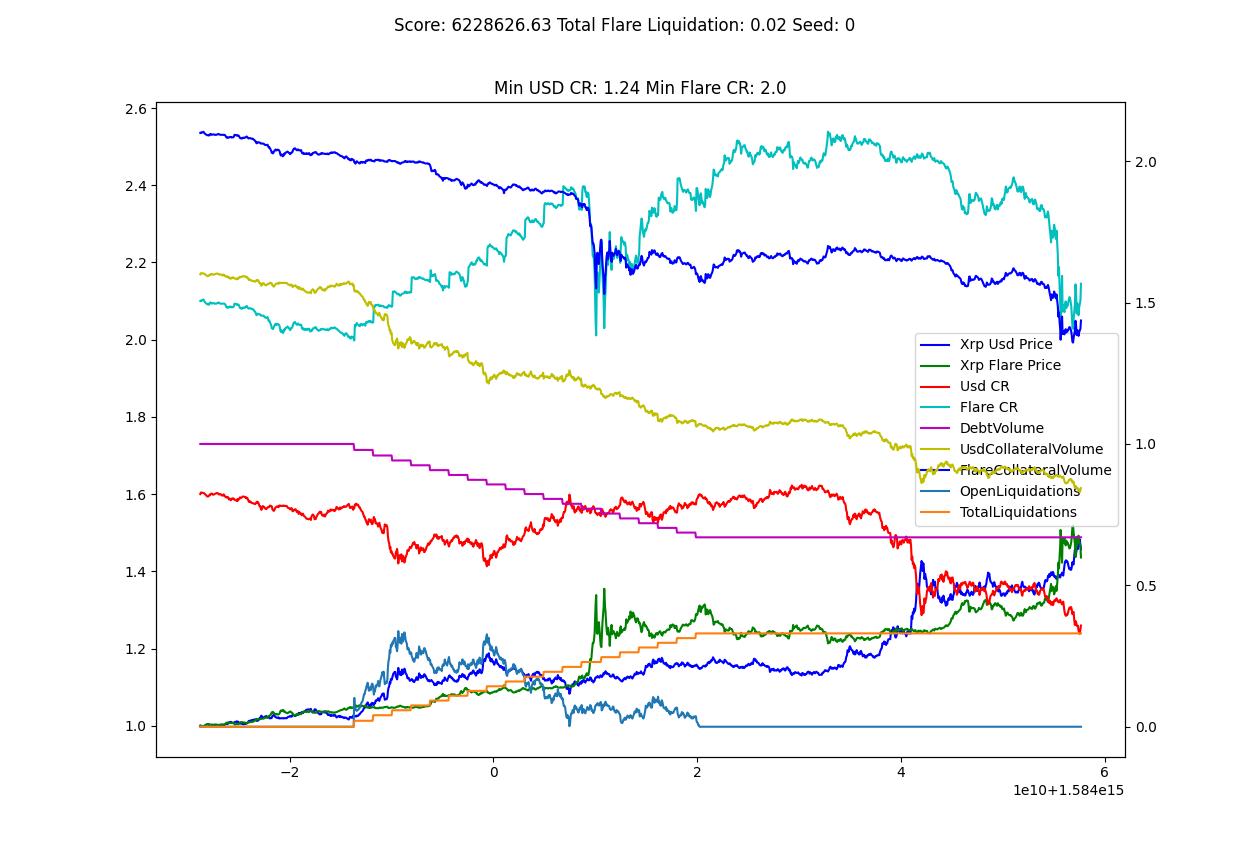 Score: 6228626.63 Total Flare Liquidation: 0.02 Seed: 0
Min USD CR: 1.24 Min Flare CR: 2.0
2.6
2.4
2.2
2.0
1.8
1.6
1.4
1.2
1.0
2.0
1.5
1.0
0.5
0.0
Xrp Usd Price
Xrp Flare Price
Usd CR
Flare CR
DebtVolume
UsdCollateralVolume
FlareCollateralVolume
OpenLiquidations
TotalLiquidations
−2 0 2 4 6
1e10+1.584e15